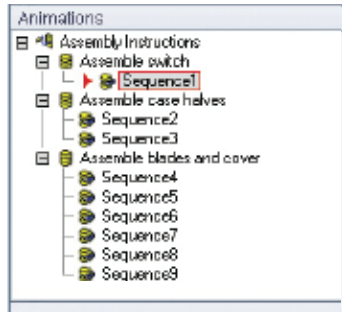 Animations
Assembly Instructions
Assemble switch
Sequence1
Assemble case halves
Sequence2
Sequence3
Assemble blades and cover
Sequence4
Sequence5
Sequence6
Sequence7
Sequence8
Sequence9